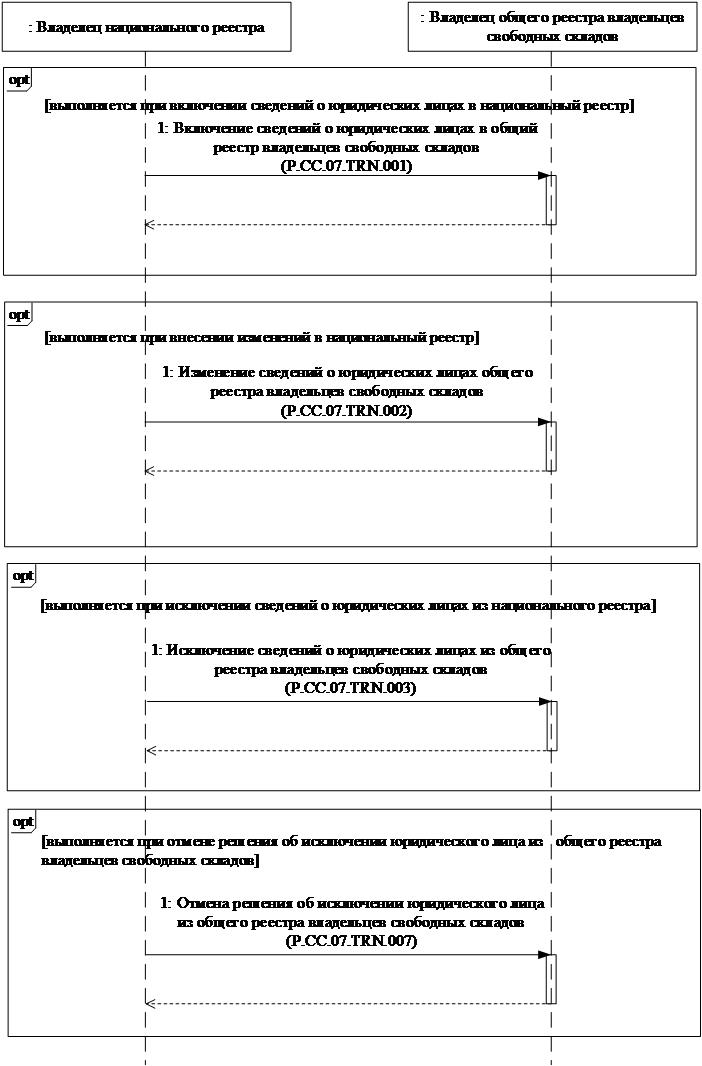 : Владелец национального реестра
: Владелец общего реестра владельцев
свободных складов
opt
[выполняется при включении сведений о юридических лицах в национальный реестр]
1: Включение сведений о юридических лицах в общий
реестр владельцев свободных складов
(P.CC.07.TRN.001)
opt
[выполняется при внесении изменений в национальный реестр]
1: Изменение сведений о юридических лицах общего
реестра владельцев свободных складов
(P.CC.07.TRN.002)
opt
[выполняется при исключении сведений о юридических лицах из национального реестра]
1: Исключение сведений о юридических лицах из общего
реестра владельцев свободных складов
(P.CC.07.TRN.003)
opt
[выполняется при отмене решения об исключении юридического лица из общего реестра
владельцев свободных складов]
1: Отмена решения об исключении юридического лица
из общего реестра владельцев свободных складов
(P.CC.07.TRN.007)